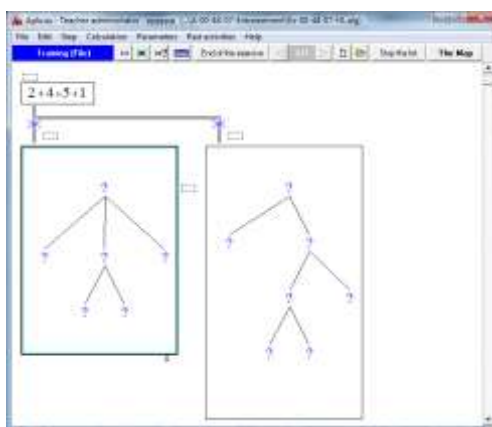 Aplusix - Teacher administrator
File Edit Step Calculation Parameters Past activities Help
Training (File) End of the exercise Stop the list The Map
2+4×5+1
? ?
? ? ? ? ?
? ?
? ? ?